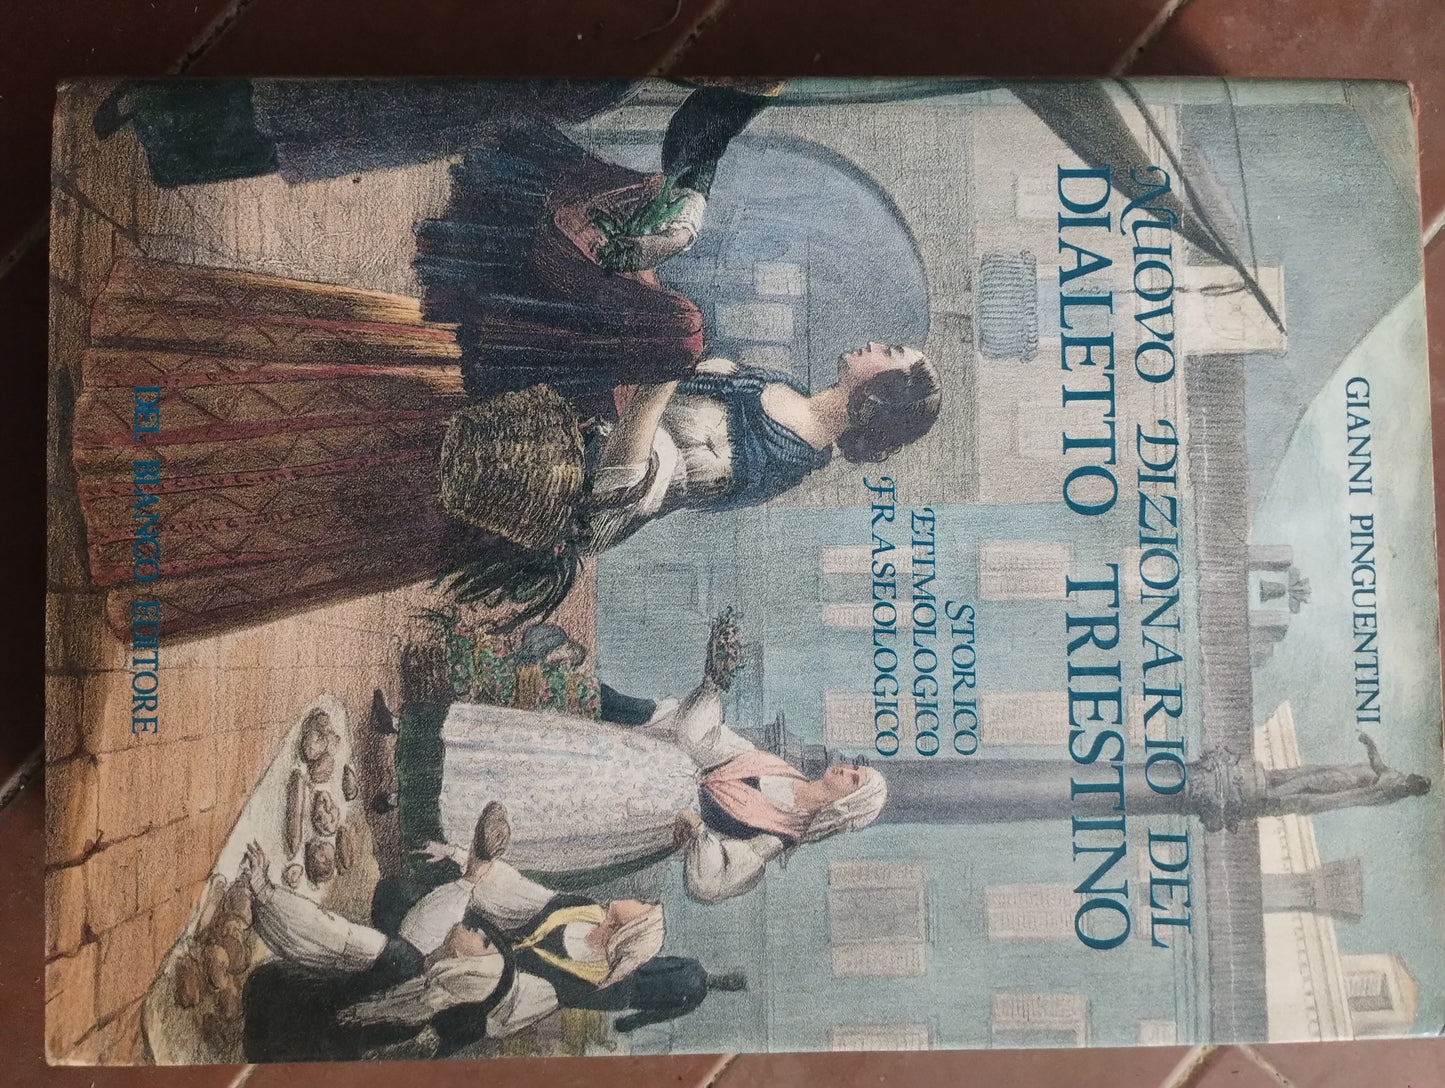 GIANNI PINGUENTINI
NUOVO DIZIONARIO DEL
DIALETTO TRIESTINO
STORICO
ETIMOLOGICO
FRASEOLOGICO
DEL BIANCO EDITORE